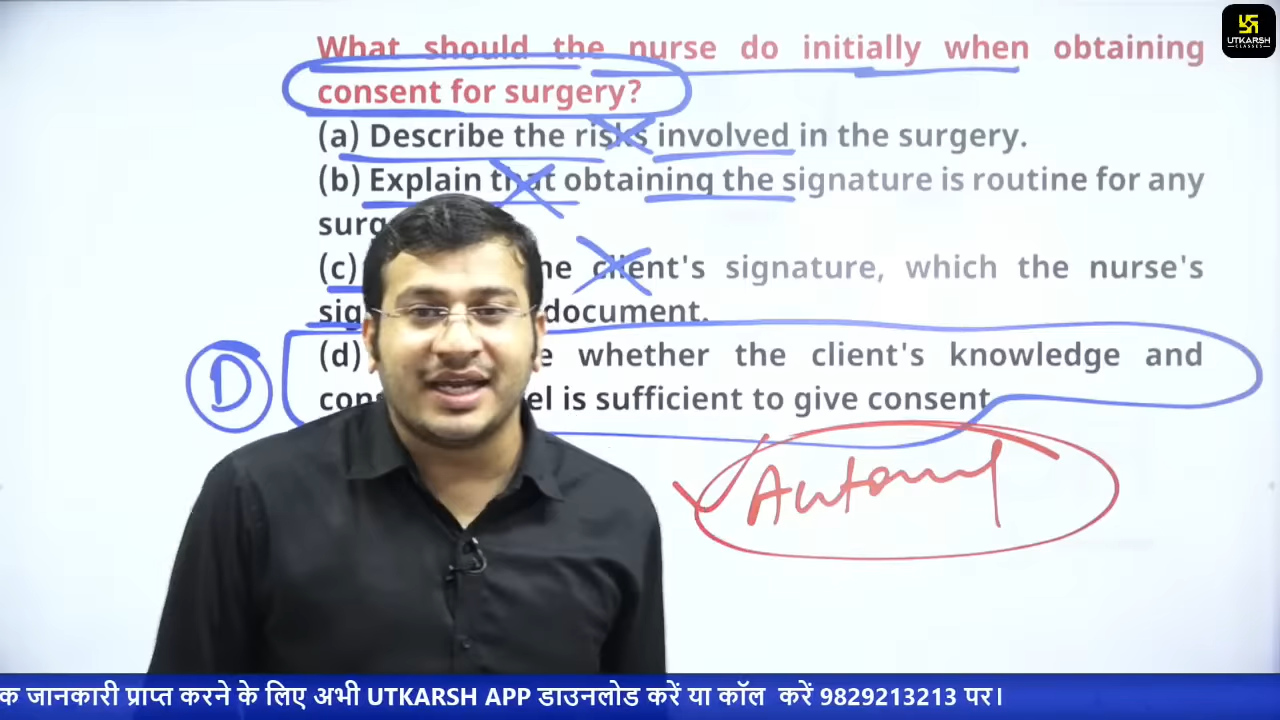 UTKARSH
CLASSES
What should the nurse do initially when obtaining
consent for surgery?
(a) Describe the risks involved in the surgery.
(b) Explain that obtaining the signature is routine for any
surg
(c) he client's signature, which the nurse's
sig document.
(d) e whether the client's knowledge and
con el is sufficient to give consent
D
क जानकारी प्राप्त करने के लिए अभी UTKARSH APP डाउनलोड करें या कॉल करें 9829213213 पर।